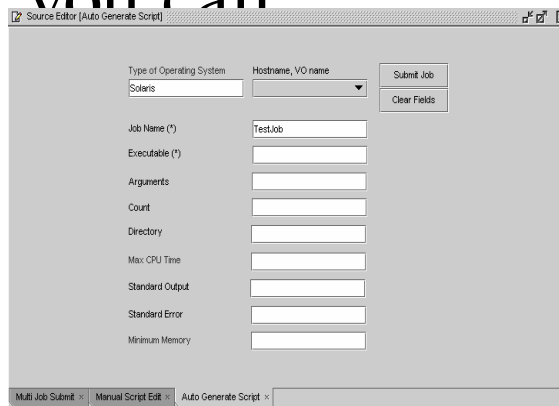 you can
Source Editor [Auto Generate Script]
Type of Operating System Hostname, VO name
Solaris
Submit Job
Clear Fields
Job Name (*) TestJob
Executable (*)
Arguments
Count
Directory
Max CPU Time
Standard Output
Standard Error
Minimum Memory
Multi Job Submit × Manual Script Edit × Auto Generate Script ×